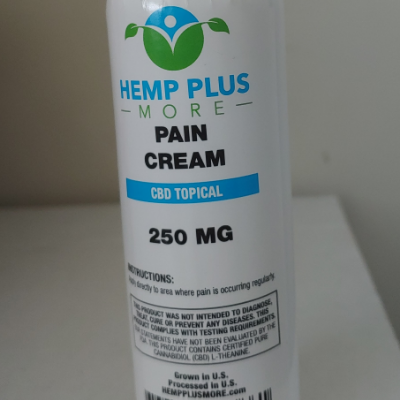 HEMP PLUS
MORE
PAIN
CREAM
CBD TOPICAL
250 MG
INSTRUCTIONS:
directly to area where pain is occurring regularly.
THIS PRODUCT WAS NOT INTENDED TO DIAGNOSE,
TREAT, CURE OR PREVENT ANY DISEASES. THIS
PRODUCT COMPLIES WITH TESTING REQUIREMENTS.
STATEMENTS HAVE NOT BEEN EVALUATED BY THE
FDA THIS PRODUCT CONTAINS CERTIFIED PURE
CANNABIDIOL (CBD) L-THEANINE.
Grown in U.S.
Processed in U.S.
HEMPPLUSMORE.COM